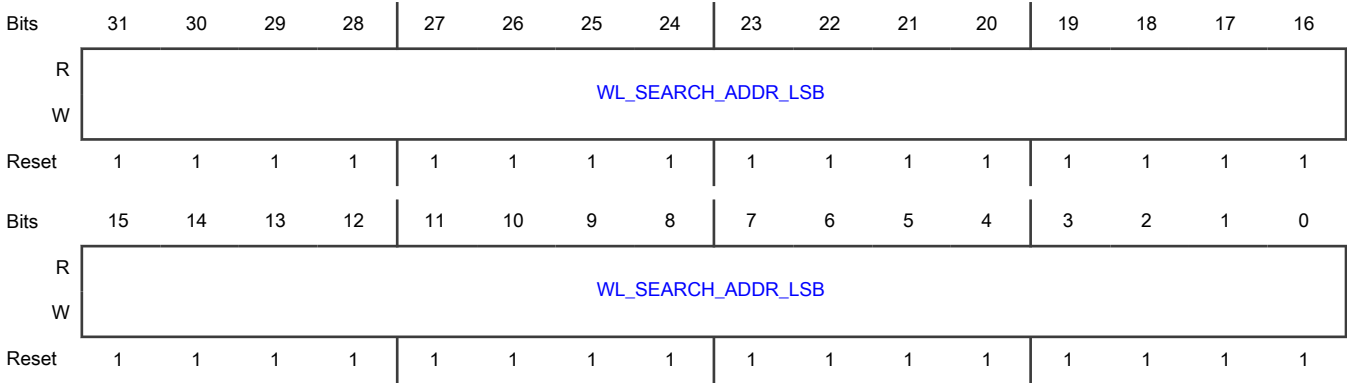 Bits 31 30 29 28 27 26 25 24 23 22 21 20 19 18 17 16
R
WL_SEARCH_ADDR_LSB
W
Reset 1 1 1 1 1 1 1 1 1 1 1 1 1 1 1 1
Bits 15 14 13 12 11 10 9 8 7 6 5 4 3 2 1 0
R
WL_SEARCH_ADDR_LSB
W
Reset 1 1 1 1 1 1 1 1 1 1 1 1 1 1 1 1